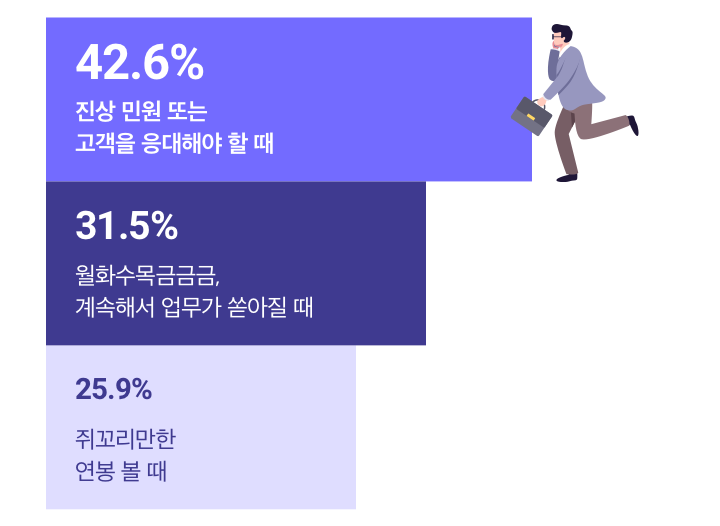 42.6%
진상 민원 또는
고객을 응대해야 할 때
31.5%
월화수목금금금,
계속해서 업무가 쏟아질 때
25.9%
쥐꼬리만한
연봉 볼 때